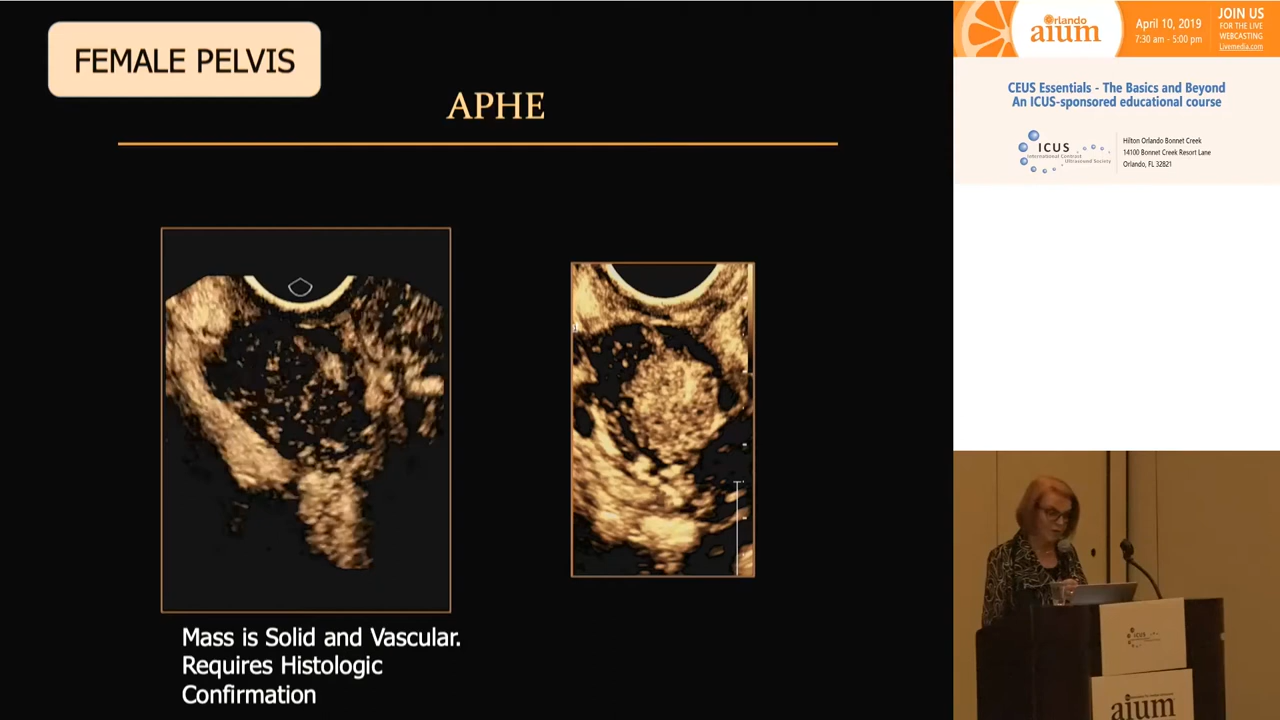 FEMALE PELVIS
APHE
Mass is Solid and Vascular.
Requires Histologic
Confirmation
Orlando
aium
April 10, 2019
7:30 am - 5:00 pm
JOIN US
FOR THE LIVE
WEBCASTING
Livemedia.com
CEUS Essentials - The Basics and Beyond
An ICUS-sponsored educational course
ICUS
International Contrast
Ultrasound Society
Hilton Orlando Bonnet Creek
14100 Bonnet Creek Resort Lane
Orlando, FL 32821
ICUS
aium